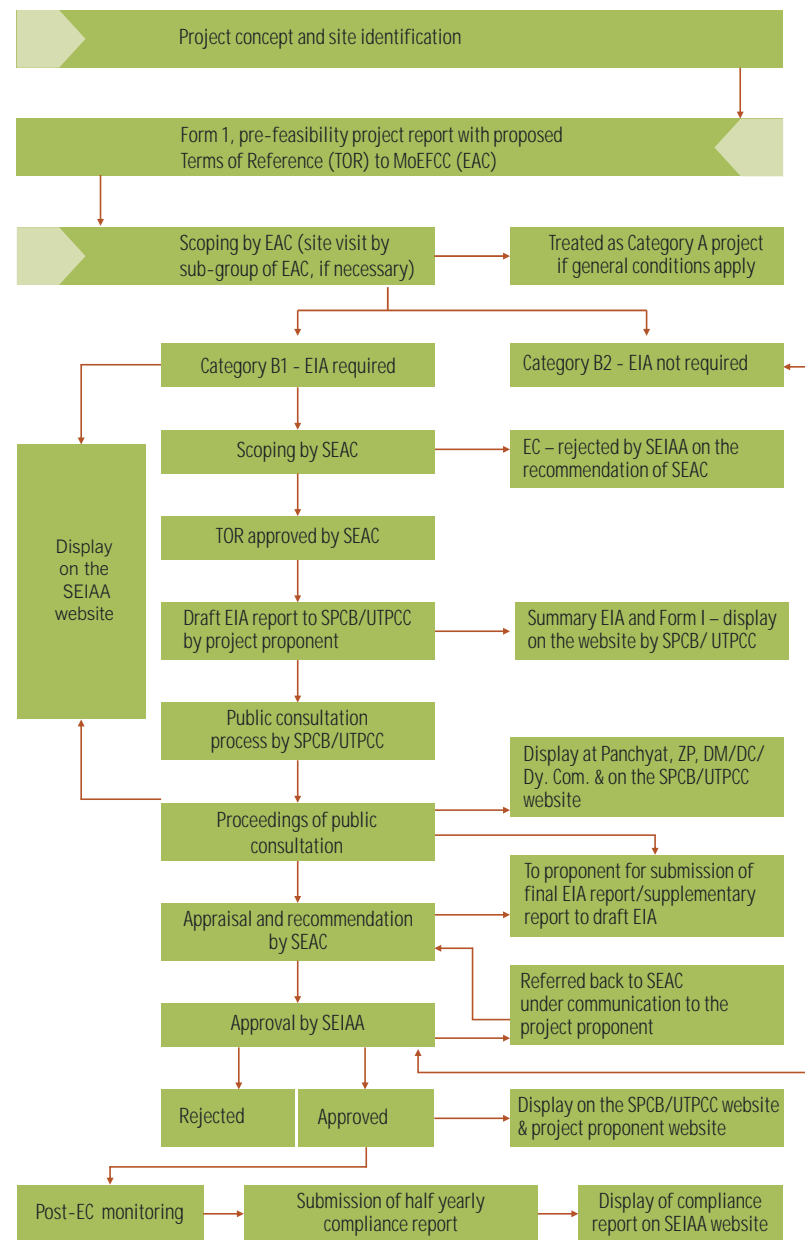 Project concept and site identification
Form 1, pre-feasibility project report with proposed
Terms of Reference (TOR) to MoEFCC (EAC)
Scoping by EAC (site visit by
sub-group of EAC, if necessary)
Treated as Category A project
if general conditions apply
Category B1 - EIA required
Category B2 - EIA not required
Scoping by SEAC
EC – rejected by SEIAA on the
recommendation of SEAC
Display
on the
SEIAA
website
TOR approved by SEAC
Draft EIA report to SPCB/UTPCC
by project proponent
Summary EIA and Form I – display
on the website by SPCB/ UTPCC
Public consultation
process by SPCB/UTPCC
Display at Panchyat, ZP, DM/DC/
Dy. Com. & on the SPCB/UTPCC
website
Proceedings of public
consultation
To proponent for submission of
final EIA report/supplementary
report to draft EIA
Appraisal and recommendation
by SEAC
Referred back to SEAC
under communication to the
project proponent
Approval by SEIAA
Rejected
Approved
Display on the SPCB/UTPCC website
& project proponent website
Post-EC monitoring
Submission of half yearly
compliance report
Display of compliance
report on SEIAA website